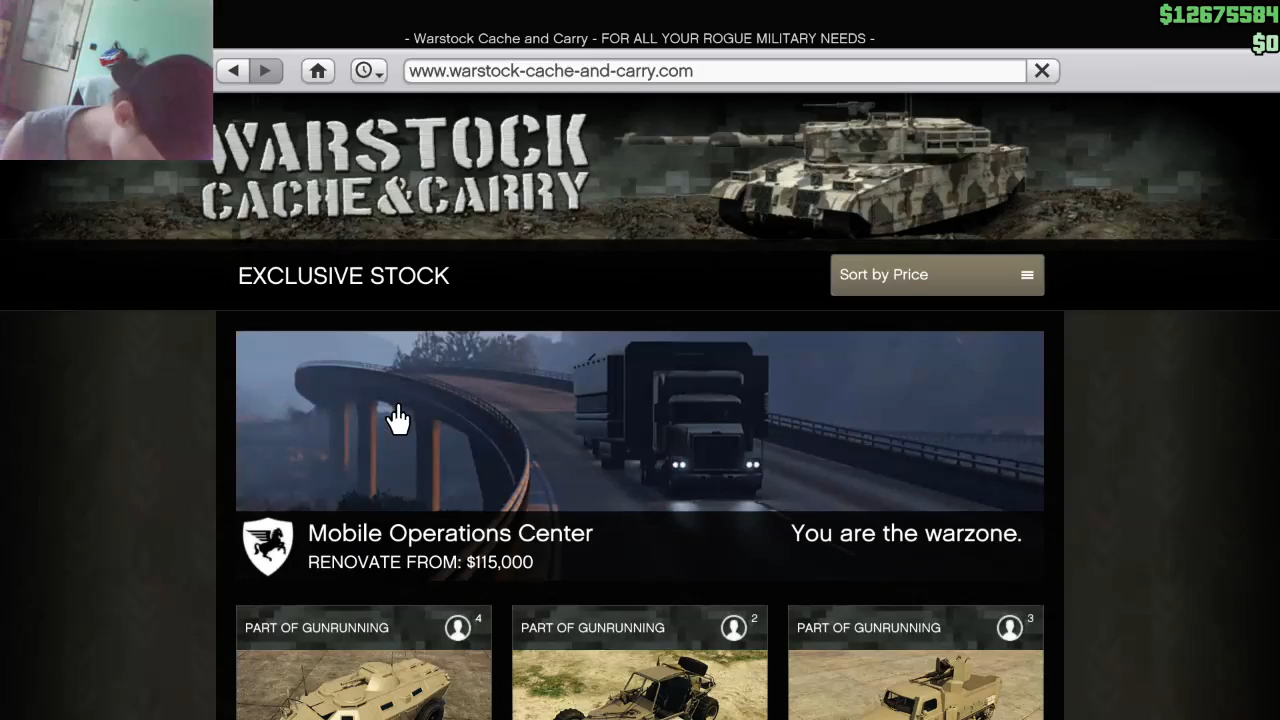 $12675584
- Warstock Cache and Carry - FOR ALL YOUR ROGUE MILITARY NEEDS -
$0
www.warstock-cache-and-carry.com
WARSTOCK
CACHE & CARRY
EXCLUSIVE STOCK
Sort by Price
Mobile Operations Center
You are the warzone.
RENOVATE FROM: $115,000
PART OF GUNRUNNING 4
PART OF GUNRUNNING 2
PART OF GUNRUNNING 3